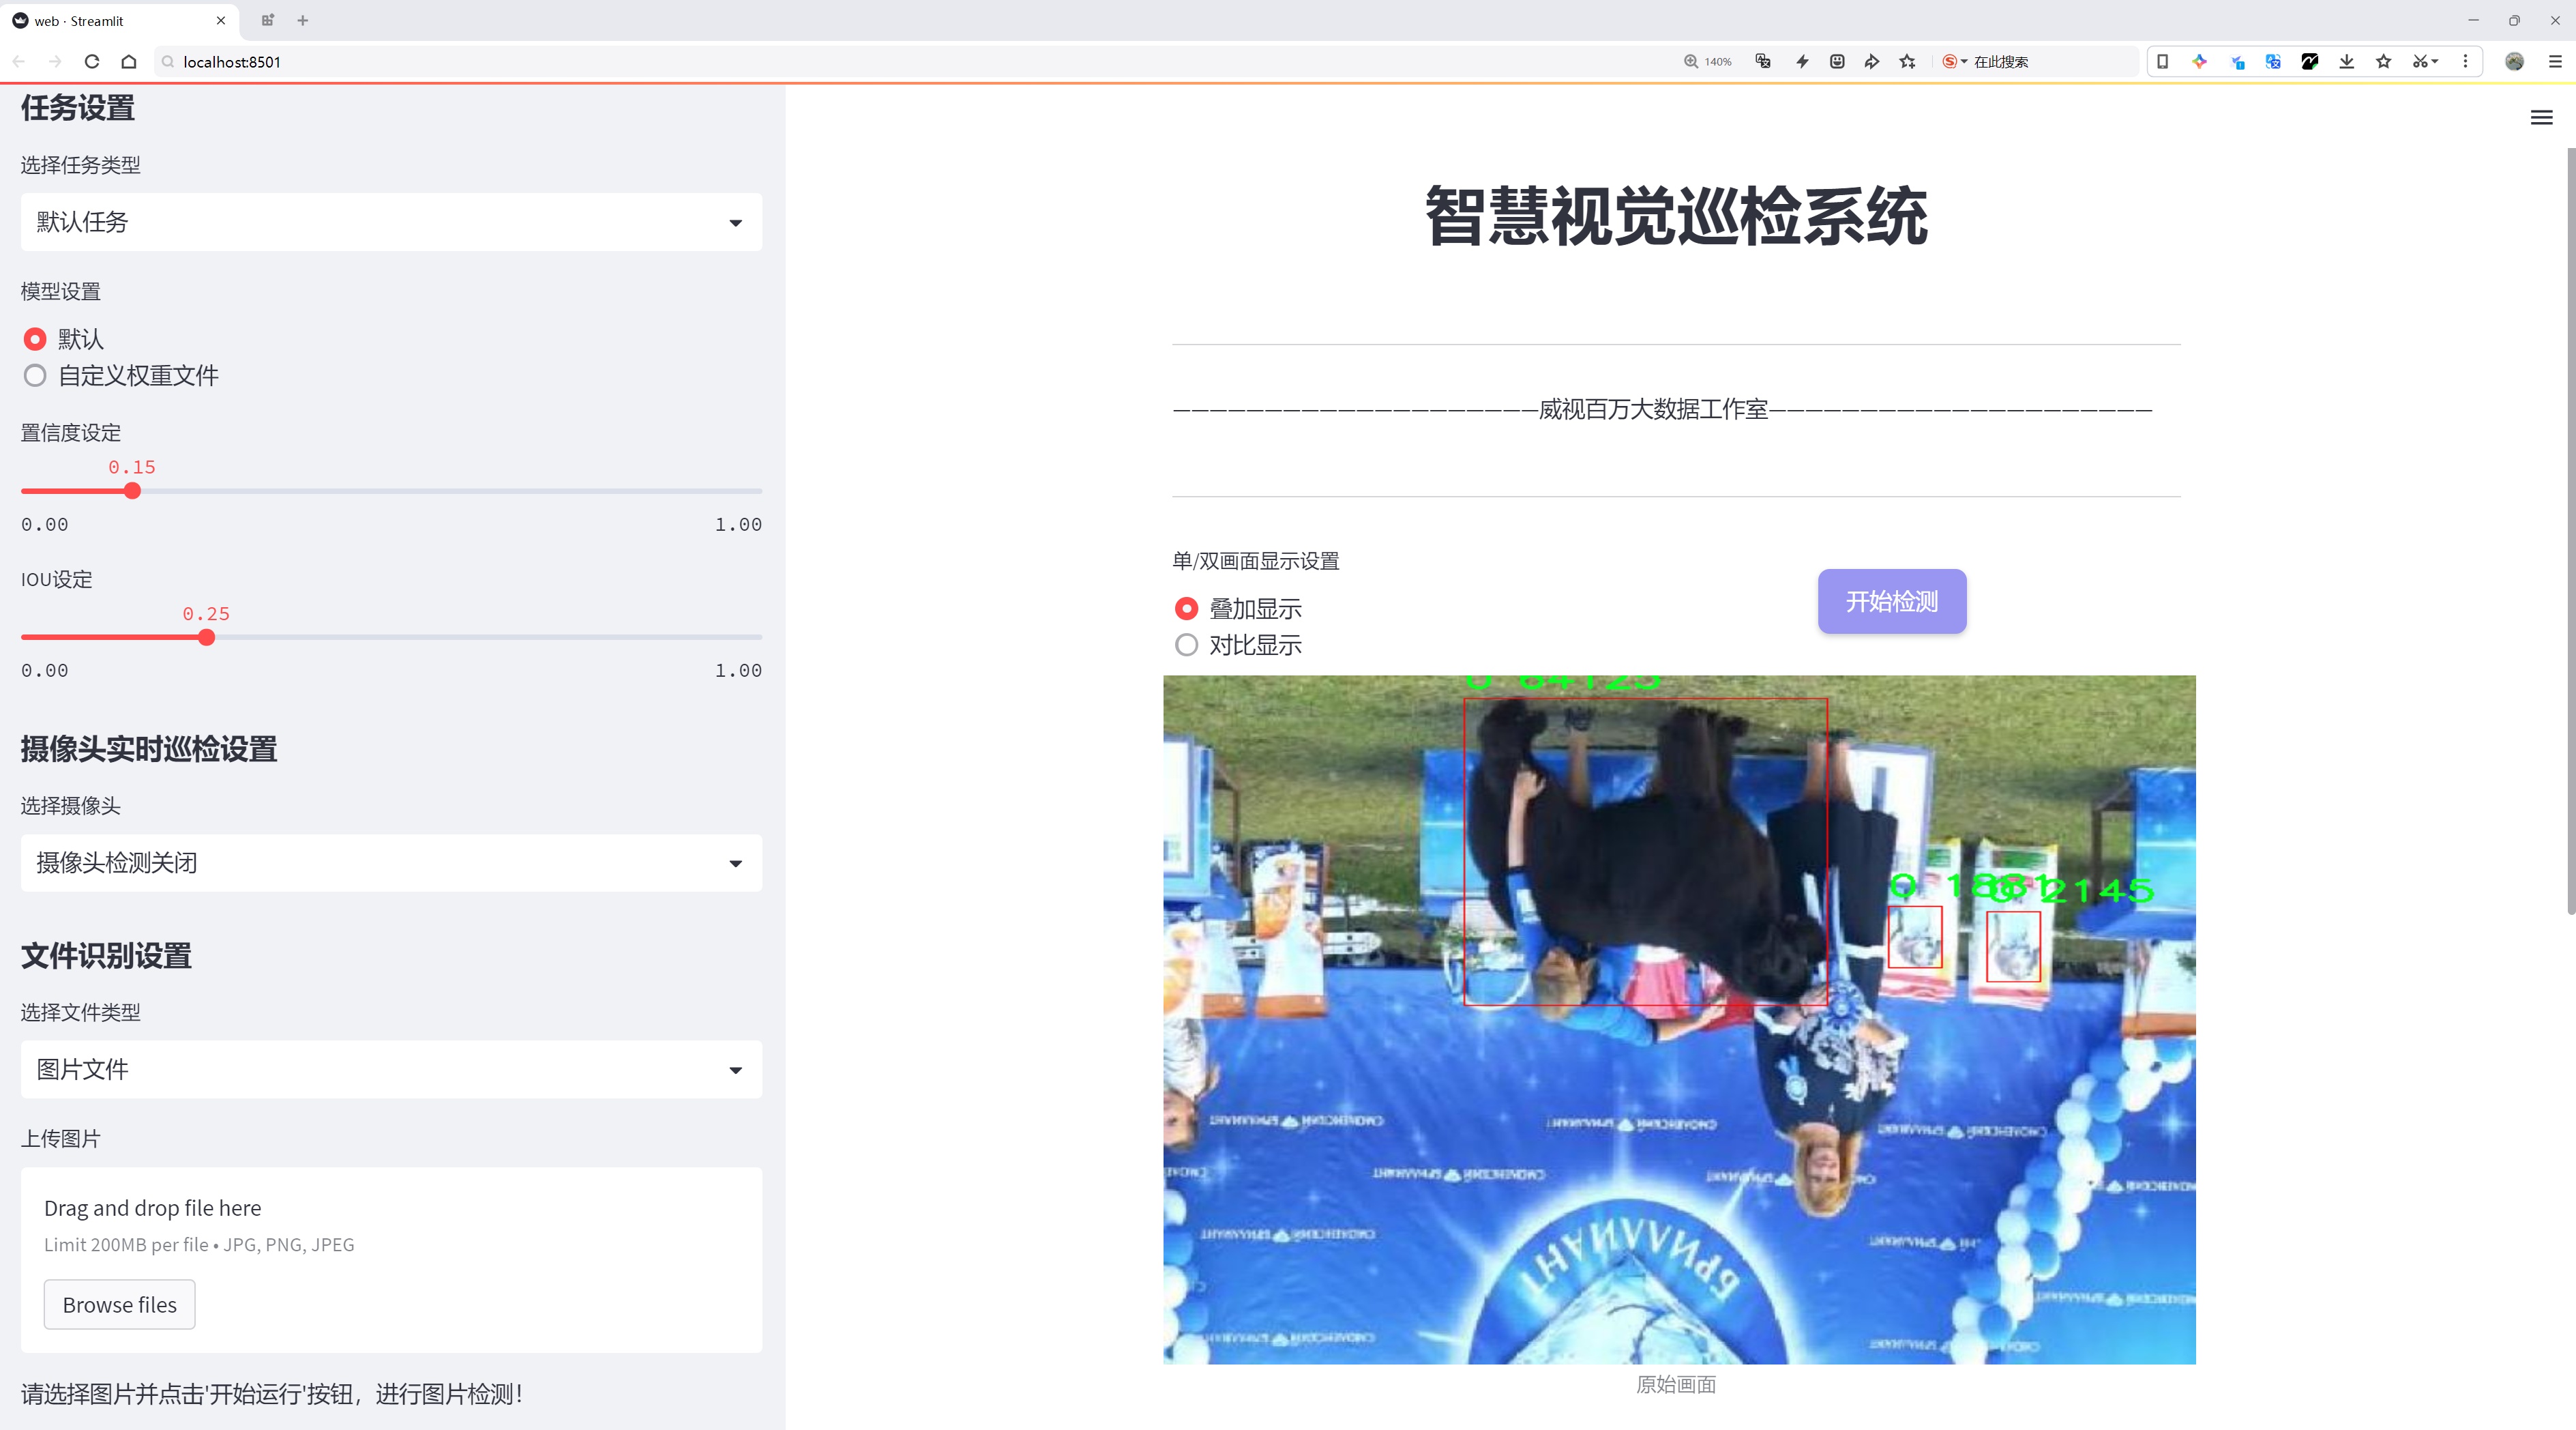 web · Streamlit
localhost:8501
140%
在此搜索
任务设置
选择任务类型
默认任务
模型设置
默认
自定义权重文件
置信度设定
0.15
0.00
1.00
IOU设定
0.25
0.00
1.00
摄像头实时巡检设置
选择摄像头
摄像头检测关闭
文件识别设置
选择文件类型
图片文件
上传图片
Drag and drop file here
Limit 200MB per file • JPG, PNG, JPEG
Browse files
请选择图片并点击'开始运行'按钮，进行图片检测！
智慧视觉巡检系统
————————————————————威视百万大数据工作室—————————————————————
单/双画面显示设置
叠加显示
对比显示
开始检测
БРИЛЛИАНТ
原始画面